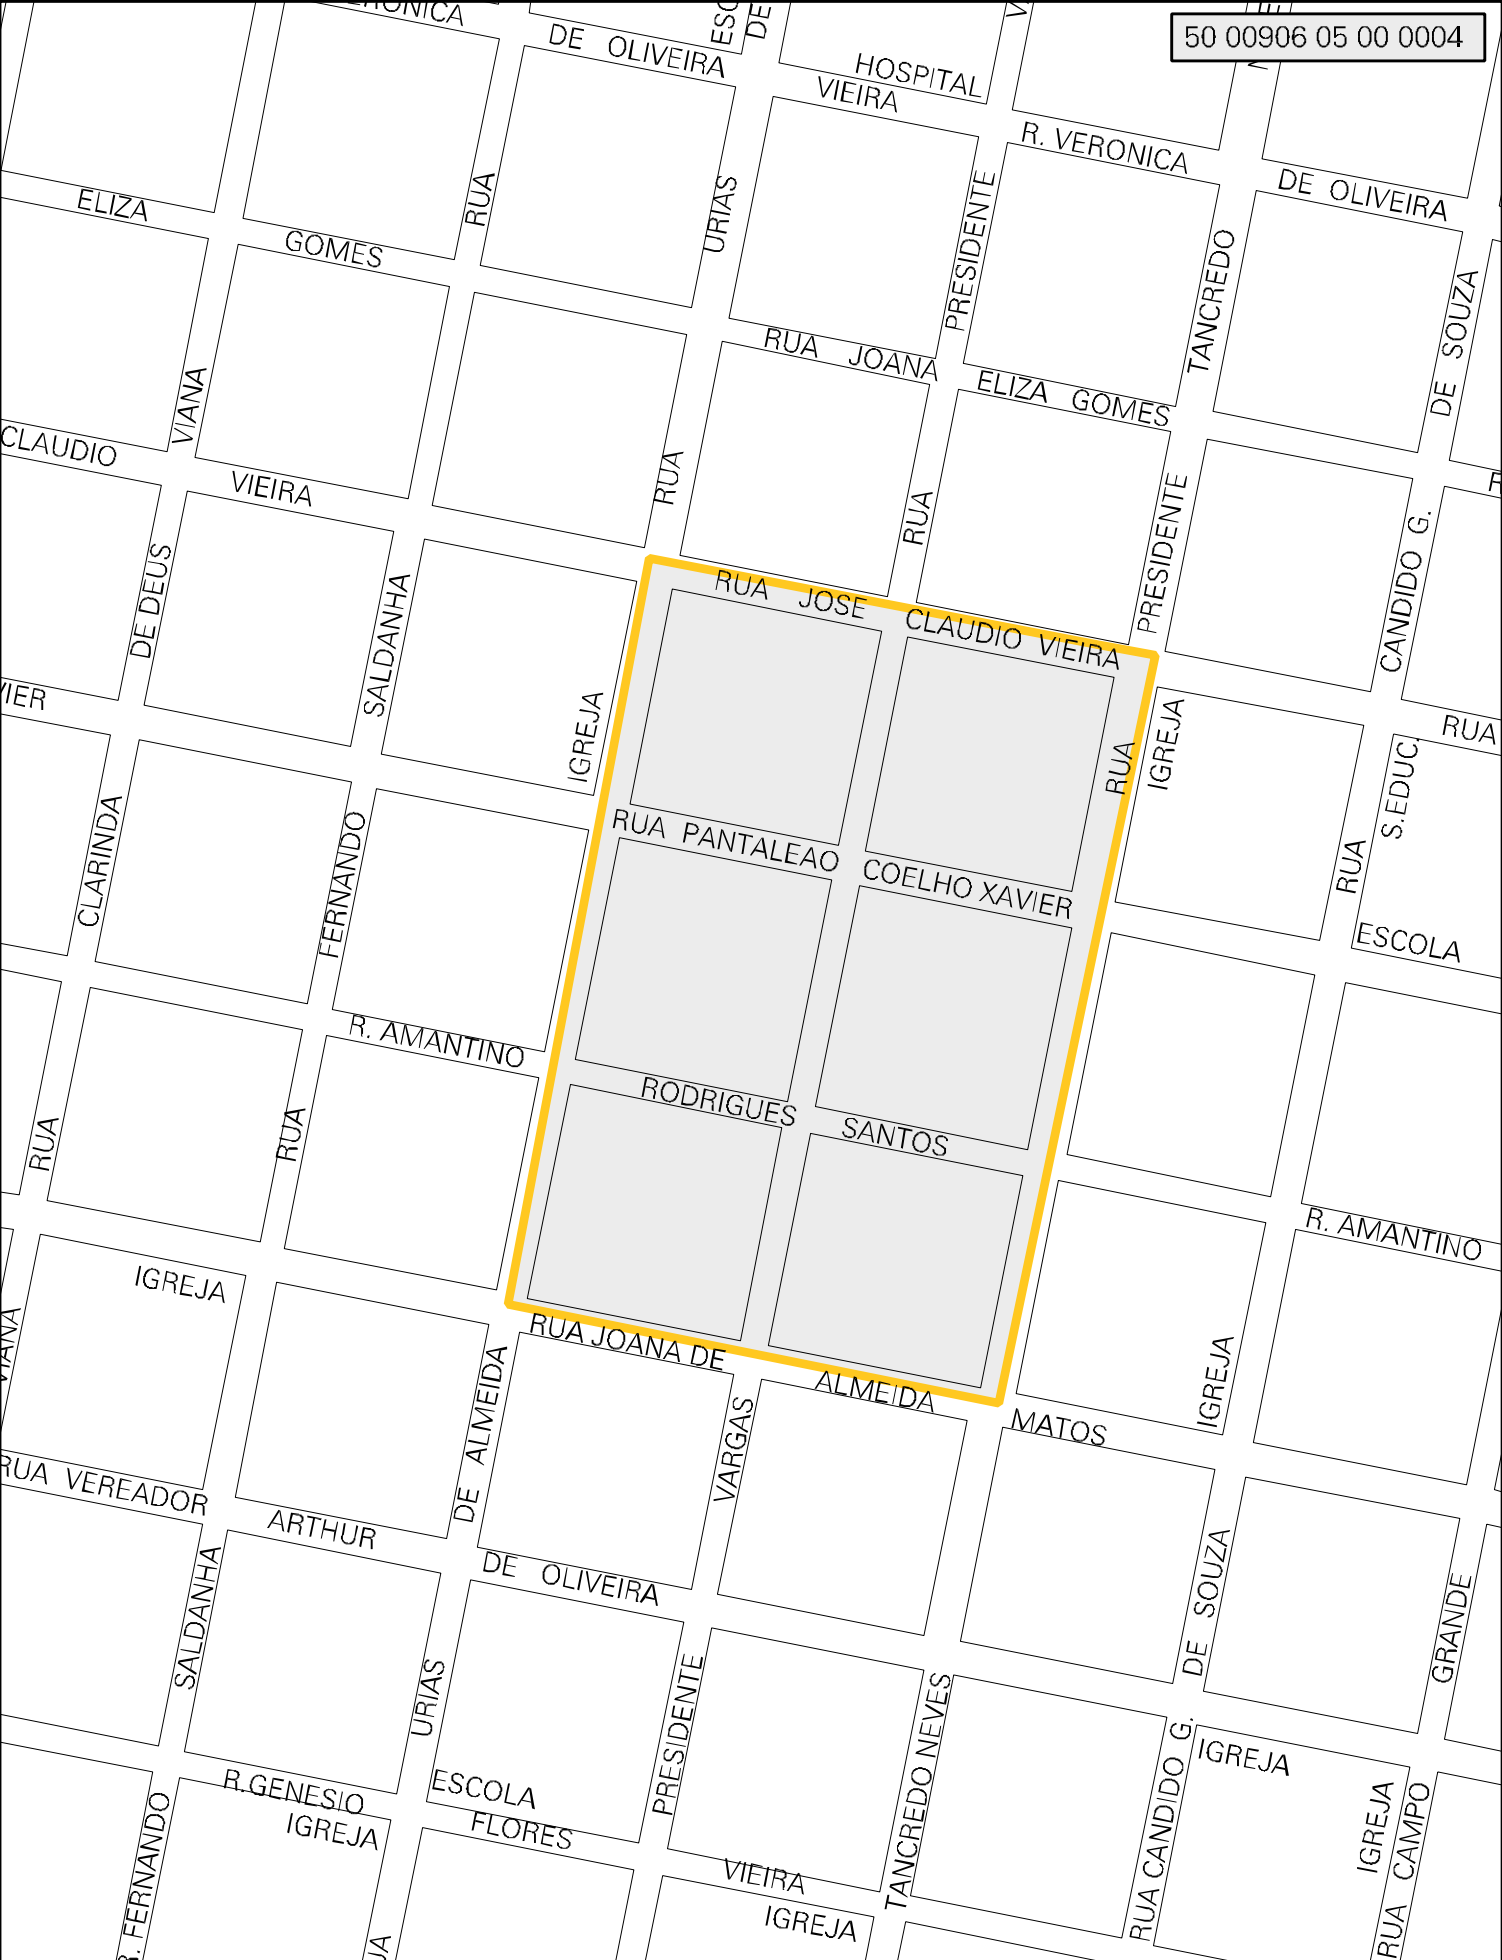 50 00906 05 00 0004
DE OLIVEIRA
HOSPITAL
VIEIRA
R. VERONICA
DE OLIVEIRA
ELIZA
GOMES
RUA
URIAS
PRESIDENTE
TANCREDO
DE SOUZA
RUA JOANA
ELIZA GOMES
CLAUDIO
VIANA
VIEIRA
RUA
RUA
PRESIDENTE
CANDIDO G.
DE DEUS
SALDANHA
IGREJA
RUA JOSE CLAUDIO VIEIRA
RUA
IGREJA
RUA
S.EDUC.
CLARINDA
FERNANDO
RUA PANTALEAO COELHO XAVIER
RUA
ESCOLA
R. AMANTINO
RODRIGUES SANTOS
RUA
RUA
R. AMANTINO
IGREJA
VIANA
RUA JOANA DE ALMEIDA MATOS
IGREJA
DE ALMEIDA
VARGAS
RUA VEREADOR
ARTHUR
DE OLIVEIRA
SALDANHA
URIAS
PRESIDENTE
TANCREDO NEVES
DE SOUZA
GRANDE
R.GENESIO
IGREJA
ESCOLA
FLORES
VIEIRA
IGREJA
RUA CANDIDO G.
IGREJA
IGREJA
RUA CAMPO
R. FERNANDO